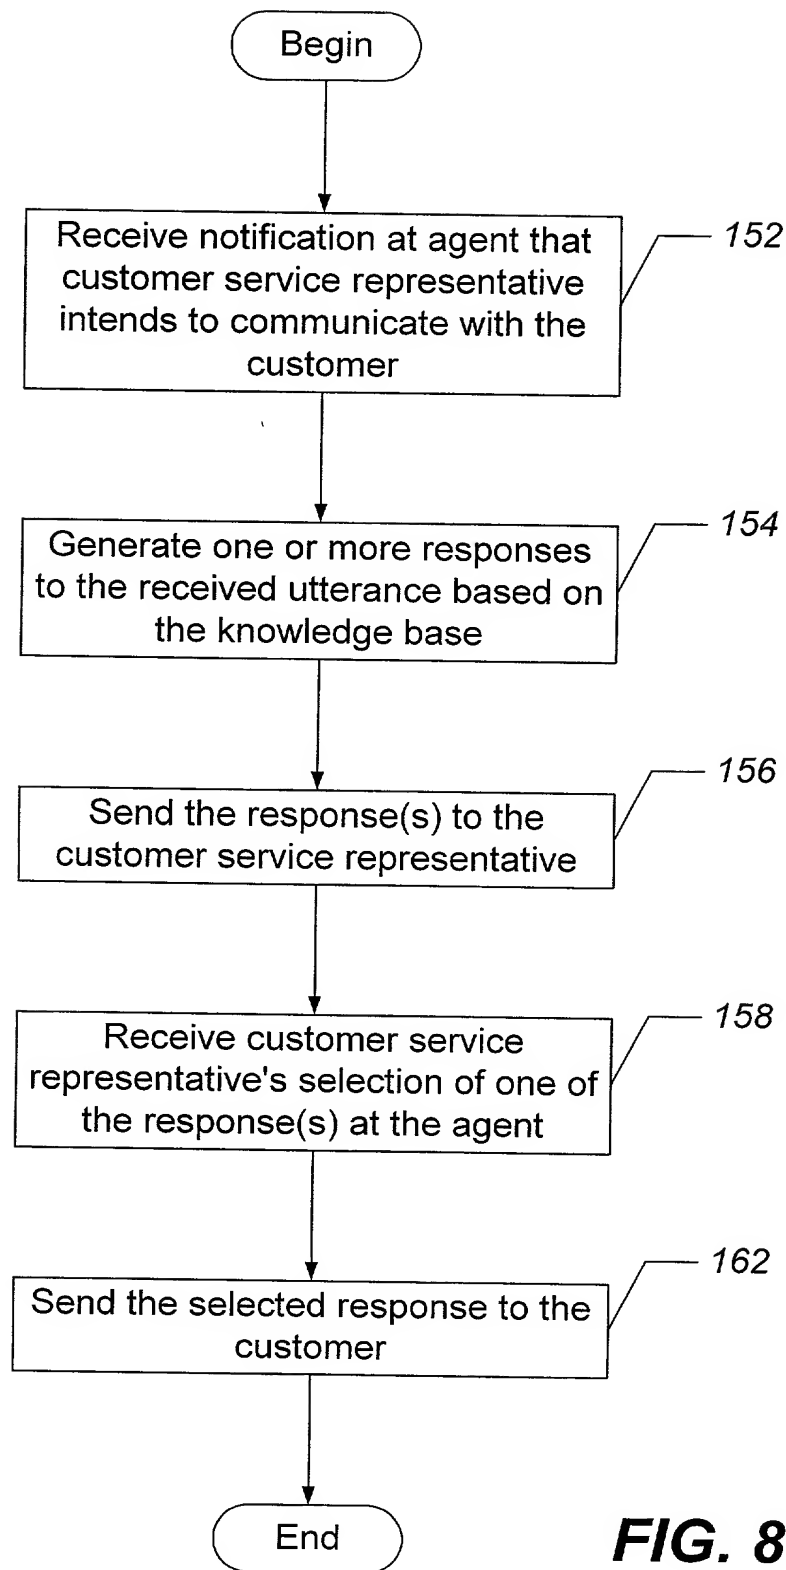 Begin
Receive notification at agent that
customer service representative
intends to communicate with the
customer
152
Generate one or more responses
to the received utterance based on
the knowledge base
154
Send the response(s) to the
customer service representative
156
Receive customer service
representative's selection of one of
the response(s) at the agent
158
Send the selected response to the
customer
162
End
FIG. 8